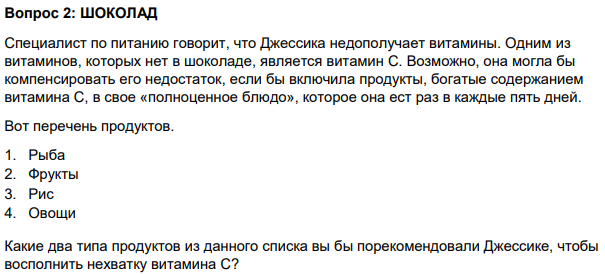 Вопрос 2: ШОКОЛАД
Специалист по питанию говорит, что Джессика недополучает витамины. Одним из
витаминов, которых нет в шоколаде, является витамин С. Возможно, она могла бы
компенсировать его недостаток, если бы включила продукты, богатые содержанием
витамина С, в свое «полноценное блюдо», которое она ест раз в каждые пять дней.
Вот перечень продуктов.
1. Рыба
2. Фрукты
3. Рис
4. Овощи
Какие два типа продуктов из данного списка вы бы порекомендовали Джессике, чтобы
восполнить нехватку витамина С?